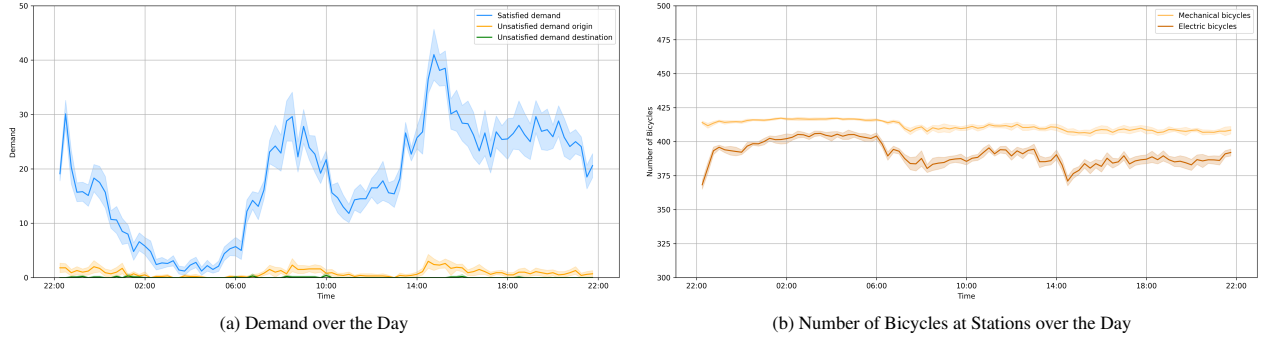 50
40
30
20
10
0
Demand
Satisfied demand
Unsatisfied demand origin
Unsatisfied demand destination
22:00 02:00 06:00 10:00 14:00 18:00 22:00
Time
(a) Demand over the Day
500
475
450
425
400
375
350
325
300
Number of Bicycles
Mechanical bicycles
Electric bicycles
22:00 02:00 06:00 10:00 14:00 18:00 22:00
Time
(b) Number of Bicycles at Stations over the Day